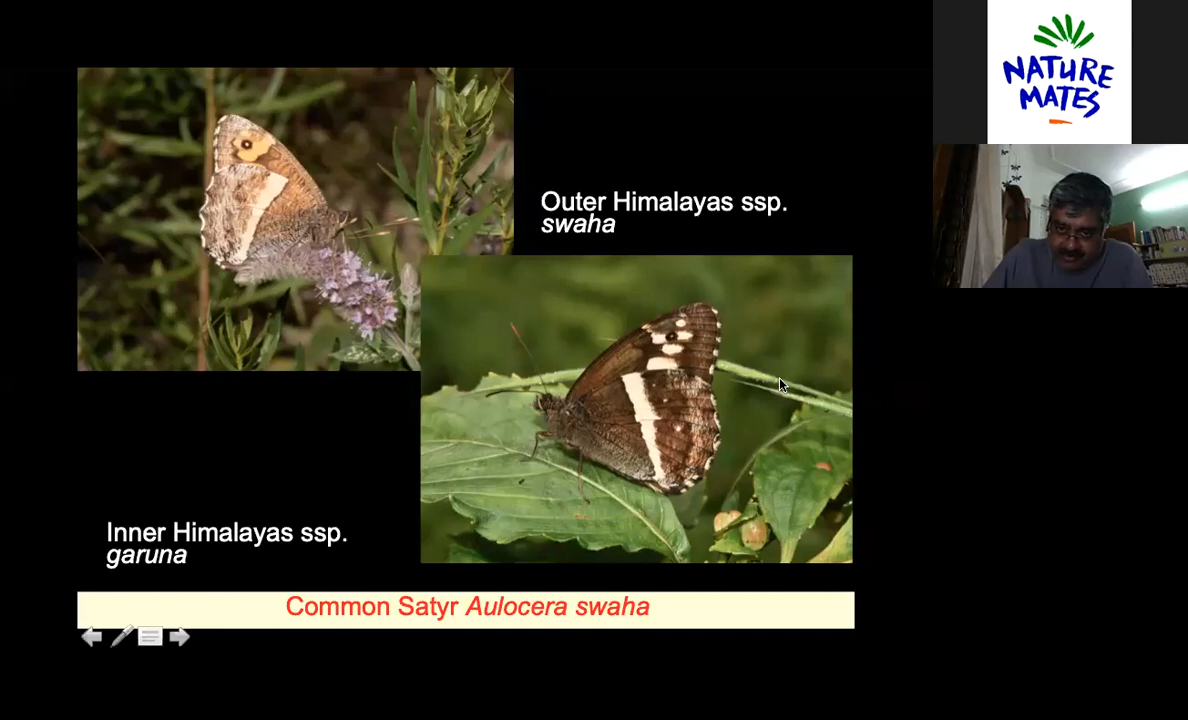 NATURE
MATES
Outer Himalayas ssp.
swaha
Inner Himalayas ssp.
garuna
Common Satyr Aulocera swaha